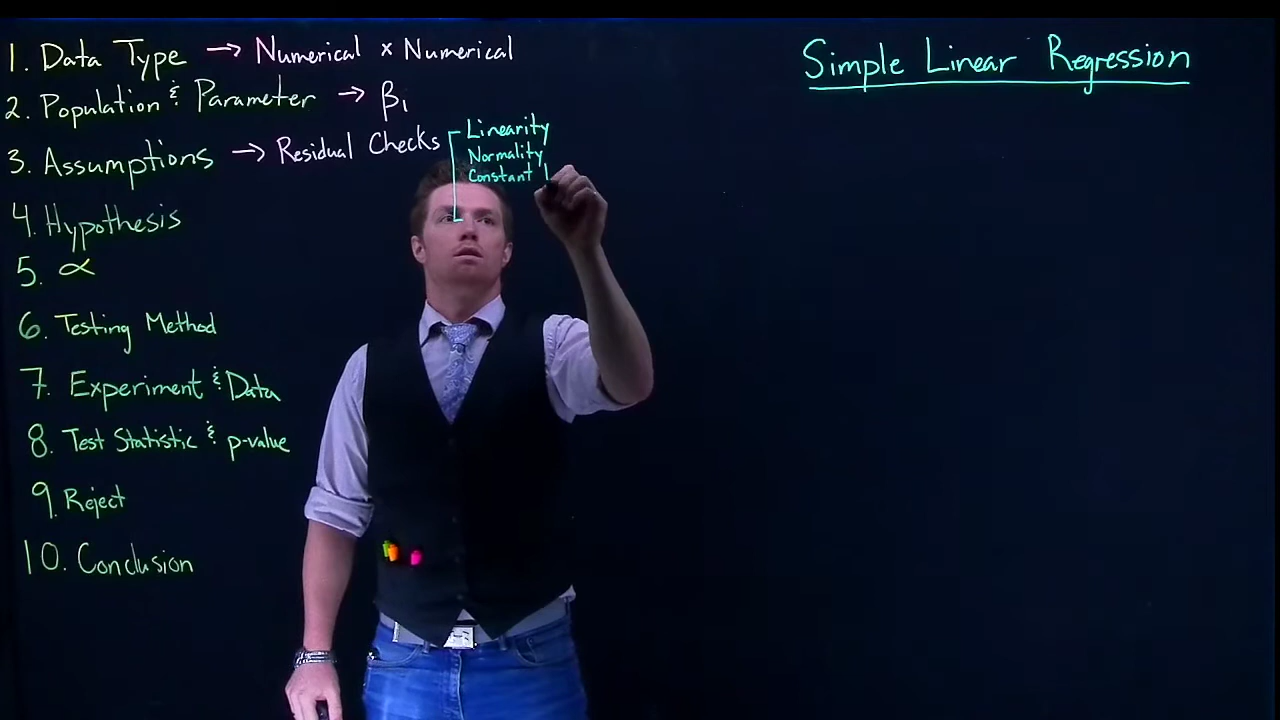 1. Data Type → Numerical x Numerical
Simple Linear Regression
2. Population & Parameter → β₁
3. Assumptions → Residual Checks
Linearity
Normality
Constant
4. Hypothesis
5. α
6. Testing Method
7. Experiment & Data
8. Test Statistic & p-value
9. Reject
10. Conclusion